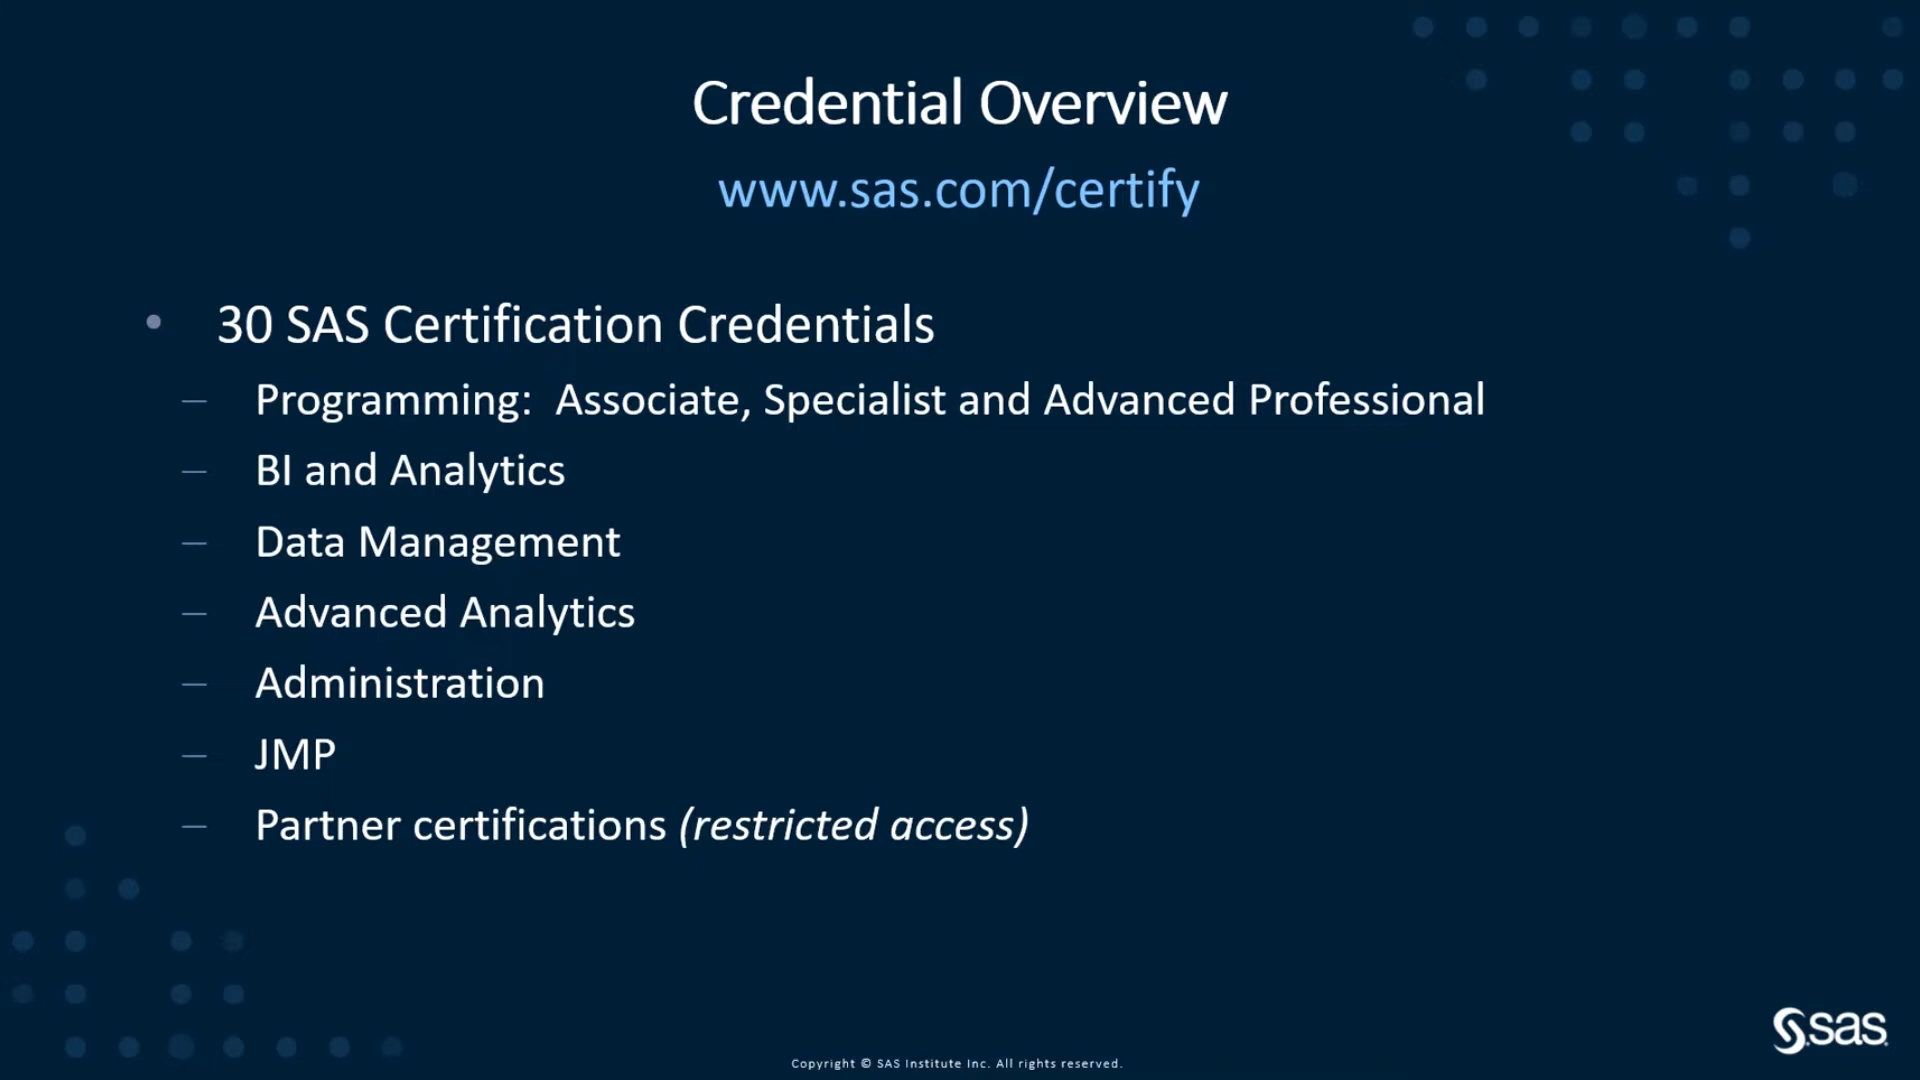 Credential Overview
www.sas.com/certify
• 30 SAS Certification Credentials
– Programming:  Associate, Specialist and Advanced Professional
– BI and Analytics
– Data Management
– Advanced Analytics
– Administration
– JMP
– Partner certifications (restricted access)
sas
Copyright © SAS Institute Inc. All rights reserved.